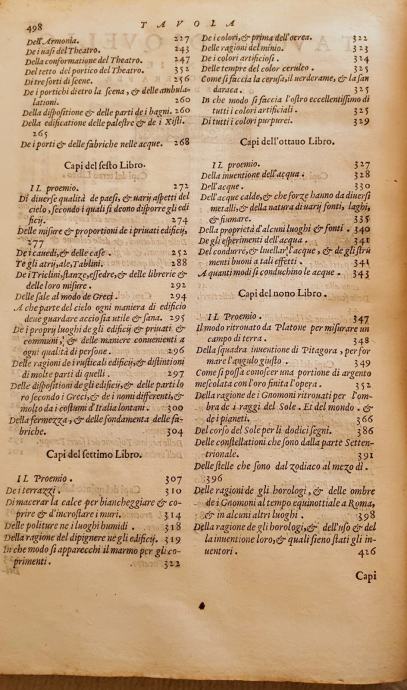 498
TAVOLA
Dell'Armonia. 227
De i nasi del Theatro. 243
Della conformatione del Theatro. 247
Del tetto del portico del Theatro. 352
Di tre sorti di scene. 256
De i portichi dietro la scena, & delle ambula-
lationi. 260
Della dispositione & delle parti de i bagni. 260
Della edificatione delle palestre & de i Xisti.
265
De i porti & delle fabriche nelle acque. 268
Capi del sesto Libro.
IL proemio. 272
Di diuerse qualità de paesi, & uarij aspetti del
cielo, secondo i quali si deono disporre gli edi
ficij. 274
Delle misure & proportioni de i priuati edificij,
277
De i cauedi, & delle case. 252
Te gli atrij, ale, Tablini. 288
De i Triclini, stanze, essedre, & delle librerie &
delle loro misure. 292
Delle sale al modo de Greci. 294
A che parte del cielo ogni maniera di edificio
deue guardare acciò sia utile & sana. 295
De i proprij luoghi de gli edificij & priuati, &
communi, & delle maniere conuenienti a
ogni qualità di persone. 296
Delle ragioni de i rusticali edificij, & distintioni
di molte parti di quelli. 297
Delle dispositioni de gli edificij, & delle parti lo
ro secondo i Greci, & de i nomi differenti, &
molto da i costumi d'Italia lontani. 300
Della fermezza, & delle fondamenta delle fa-
briche. 304
Capi del settimo Libro.
IL Proemio. 307
De i terrazzi. 310
Di macerar la calce per biancheggiare & co-
prire & d'incrostare i muri. 314
Delle politure ne i luoghi humidi. 318
Della ragione del dipignere ne gli edificij. 319
In che modo si apparecchi il marmo per gli co-
primenti. 322
De i colori, & prima dell'ocrea. 322
Delle ragioni del minio. 323
De i colori artificiosi. 324
Delle tempre del color ceruleo. 325
Come si faccia la cerusa, il uerderame, & la san
daraca. 325
In che modo si faccia l'ostro eccellentissimo di
tutti i colori artificiali. 325
Di tutti i colori purpurei. 329
Capi dell'ottauo Libro.
IL proemio. 327
Della inuentione dell'acqua. 328
Dell'acque. 330
Dell'acque calde, & che forze hanno da diuersi
metalli, & della natura di uarij fonti, laghi,
& fiumare. 335
Della proprietà d'alcuni luoghi & fonti. 340
De gli esperimenti dell'acqua. 341
Del condurre, & liuellar l'acque, & de gli stru
menti buoni a tali effetti. 341
A quanti modi si conduchino le acque. 343
Capi del nono Libro.
IL Proemio. 347
Il modo ritrouato da Platone per misurare un
campo di terra. 348
Della squadra inuentione di Pitagora, per for
mare l'angulo giusto. 349
Come si possa conoscer una portione di argento
mescolata con l'oro finita l'opera. 352
Della ragione de i Gnomoni ritrouati per l'om-
bra de i raggi del Sole. Et del mondo. &
de i pianeti. 366
Del corso del Sole per li dodici segni. 386
Delle constellationi che sono dalla parte Setten-
trionale. 391
Delle stelle che sono dal zodiaco al mezo dì.
396
Delle ragioni de gli horologi, & delle ombre
de i Gnomoni al tempo equinottiale a Roma,
& in alcuni altri luoghi. 398
Della ragione de gli horologi, & dell'uso & del
la inuentione loro, & quali sieno stati gli in-
uentori. 426
Capi